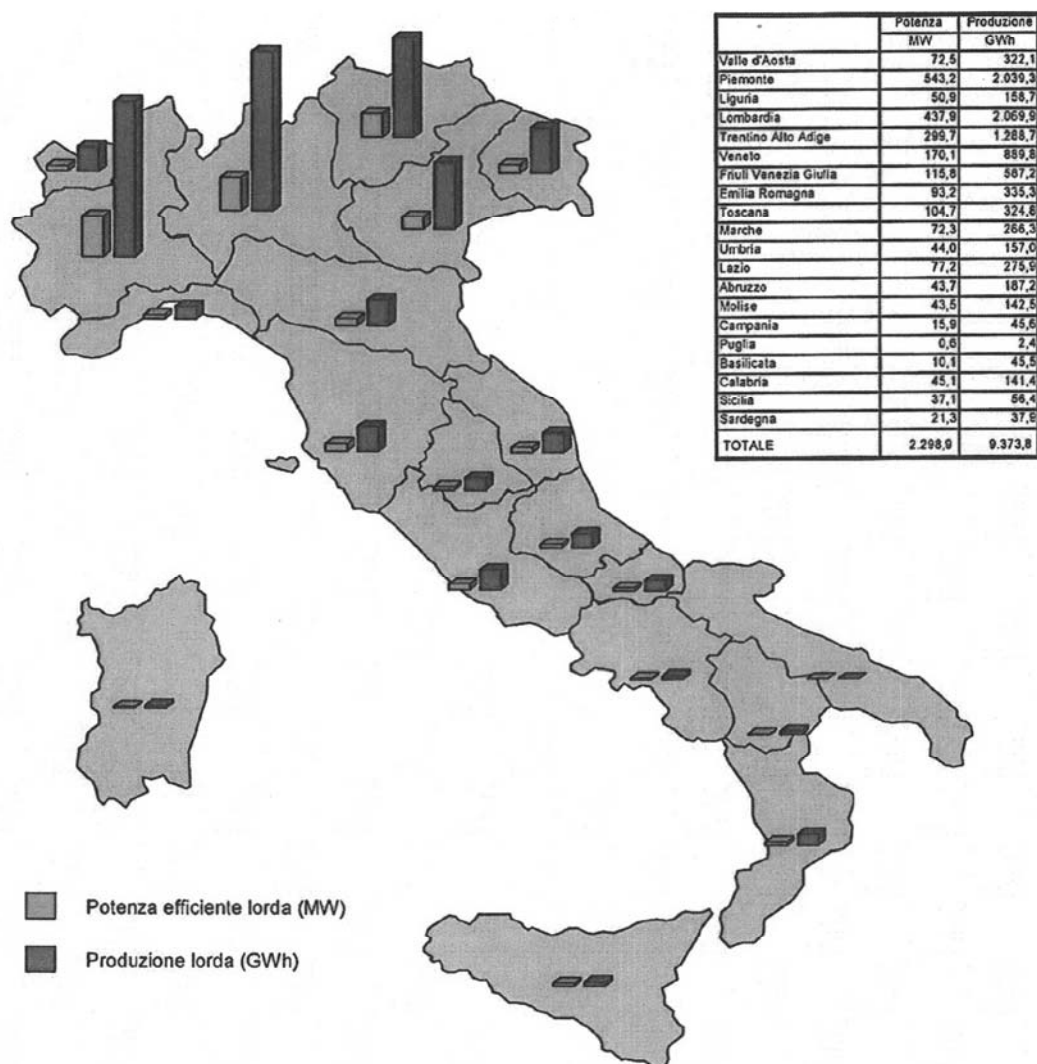 Potenza Produzione
MW GWh
Valle d'Aosta 72,5 322,1
Piemonte 543,2 2.039,3
Liguria 50,9 158,7
Lombardia 437,9 2.069,9
Trentino Alto Adige 299,7 1.288,7
Veneto 170,1 889,8
Friuli Venezia Giulia 115,8 587,2
Emilia Romagna 93,2 335,3
Toscana 104,7 324,8
Marche 72,3 266,3
Umbria 44,0 157,0
Lazio 77,2 275,9
Abruzzo 43,7 187,2
Molise 43,5 142,5
Campania 15,9 45,6
Puglia 0,6 2,4
Basilicata 10,1 45,5
Calabria 45,1 141,4
Sicilia 37,1 56,4
Sardegna 21,3 37,9
TOTALE 2.298,9 9.373,8
Potenza efficiente lorda (MW)
Produzione lorda (GWh)